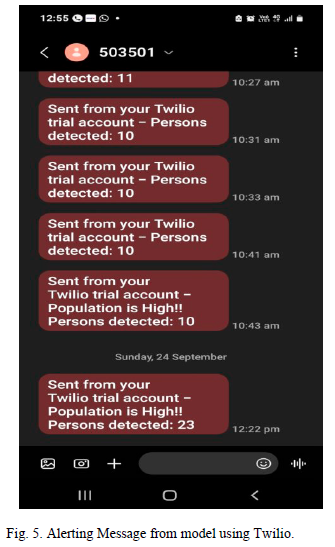 12:55
503501
detected: 11
10:27 am
Sent from your Twilio
trial account – Persons
detected: 10
10:31 am
Sent from your Twilio
trial account – Persons
detected: 10
10:33 am
Sent from your Twilio
trial account – Persons
detected: 10
10:41 am
Sent from your
Twilio trial account –
Population is High!!
Persons detected: 10
10:43 am
Sunday, 24 September
Sent from your
Twilio trial account –
Population is High!!
Persons detected: 23
12:22 pm
Fig. 5. Alerting Message from model using Twilio.